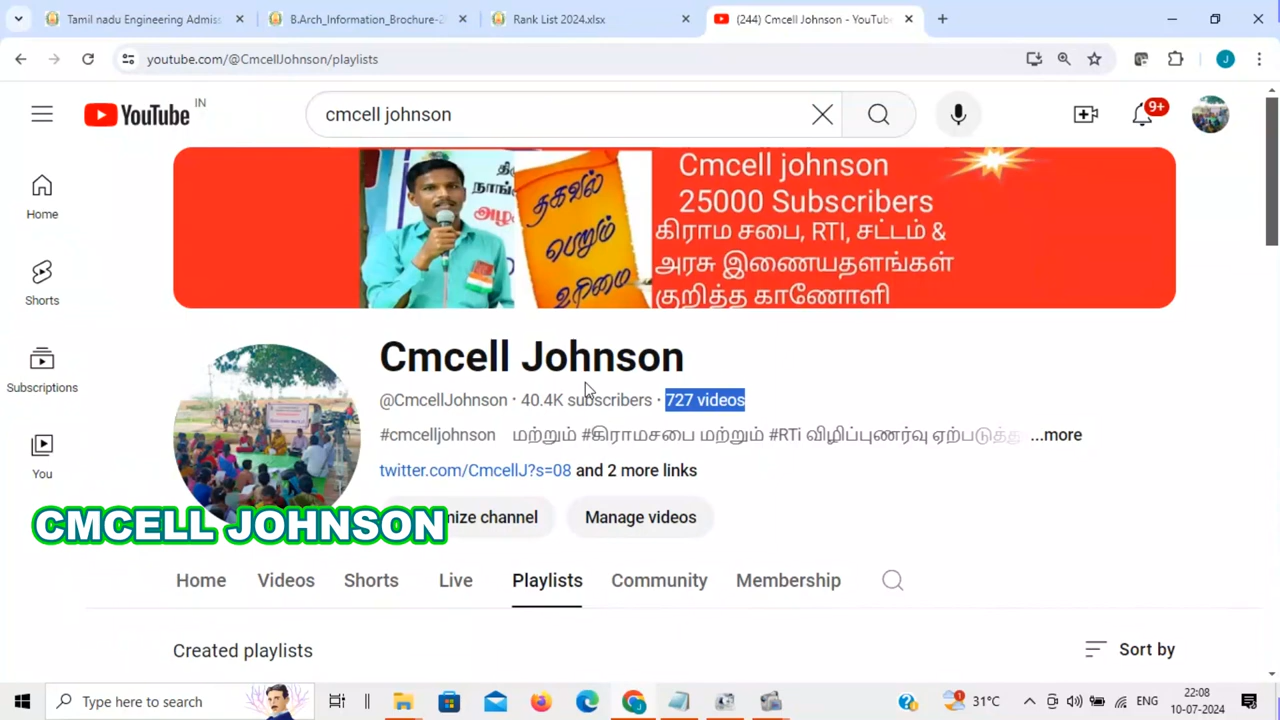 Tamil nadu Engineering Admiss
B.Arch_Information_Brochure-2
Rank List 2024.xlsx
(244) Cmcell Johnson - YouTube
youtube.com/@CmcellJohnson/playlists
J
YouTube IN
cmcell johnson
9+
Cmcell johnson
25000 Subscribers
கிராம சபை, RTI, சட்டம் &
அரசு இணையதளங்கள்
குறித்த காணோளி
தகவல்
பெறும்
உரிமை
Home
Shorts
Subscriptions
You
Cmcell Johnson
@CmcellJohnson · 40.4K subscribers · 727 videos
#cmcelljohnson மற்றும் #கிராமசபை மற்றும் #RTi விழிப்புணர்வு ஏற்படுத்து ...more
twitter.com/CmcellJ?s=08 and 2 more links
mize channel
Manage videos
CMCELL JOHNSON
Home Videos Shorts Live Playlists Community Membership
Created playlists
Sort by
Type here to search
1
31°C
ENG
22:08
10-07-2024